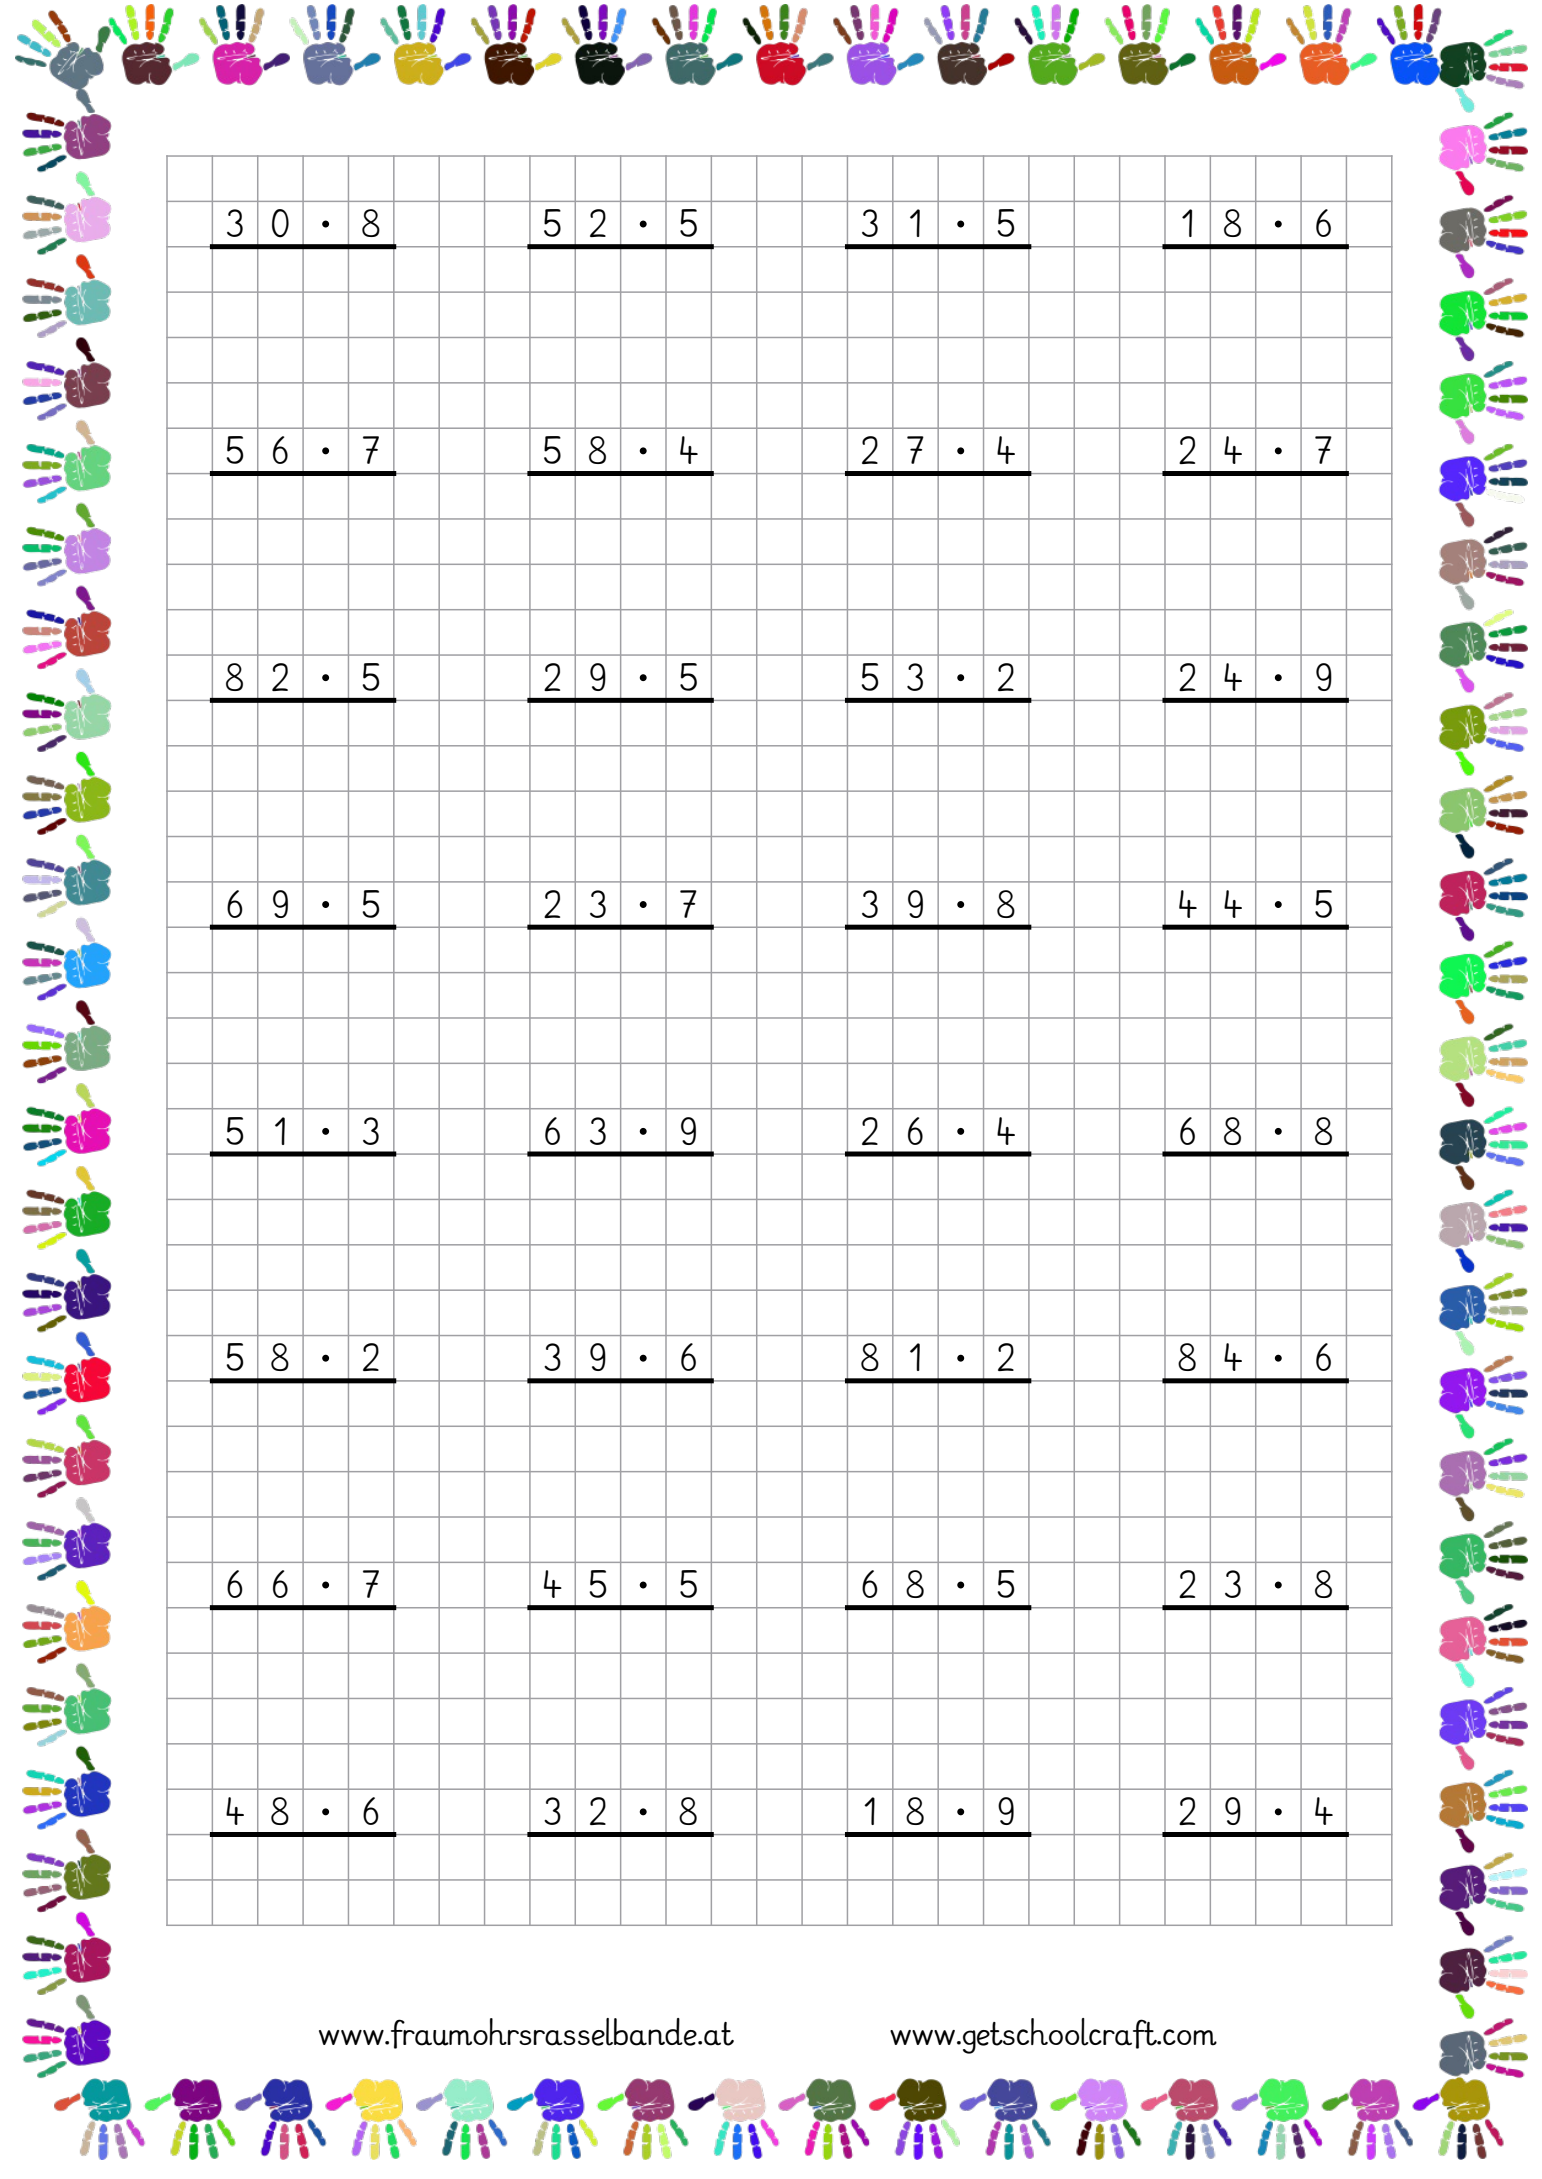 30 · 8 52 · 5 31 · 5 18 · 6
56 · 7 58 · 4 27 · 4 24 · 7
82 · 5 29 · 5 53 · 2 24 · 9
69 · 5 23 · 7 39 · 8 44 · 5
51 · 3 63 · 9 26 · 4 68 · 8
58 · 2 39 · 6 81 · 2 84 · 6
66 · 7 45 · 5 68 · 5 23 · 8
48 · 6 32 · 8 18 · 9 29 · 4
www.fraumohrsrasselbande.at www.getschoolcraft.com